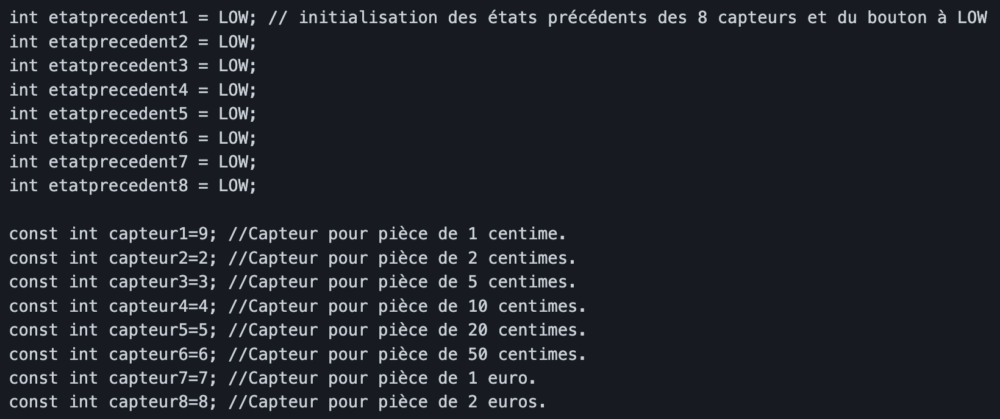 int etatprecedent1 = LOW; // initialisation des états précédents des 8 capteurs et du bouton à LOW
int etatprecedent2 = LOW;
int etatprecedent3 = LOW;
int etatprecedent4 = LOW;
int etatprecedent5 = LOW;
int etatprecedent6 = LOW;
int etatprecedent7 = LOW;
int etatprecedent8 = LOW;
const int capteur1=9; //Capteur pour pièce de 1 centime.
const int capteur2=2; //Capteur pour pièce de 2 centimes.
const int capteur3=3; //Capteur pour pièce de 5 centimes.
const int capteur4=4; //Capteur pour pièce de 10 centimes.
const int capteur5=5; //Capteur pour pièce de 20 centimes.
const int capteur6=6; //Capteur pour pièce de 50 centimes.
const int capteur7=7; //Capteur pour pièce de 1 euro.
const int capteur8=8; //Capteur pour pièce de 2 euros.